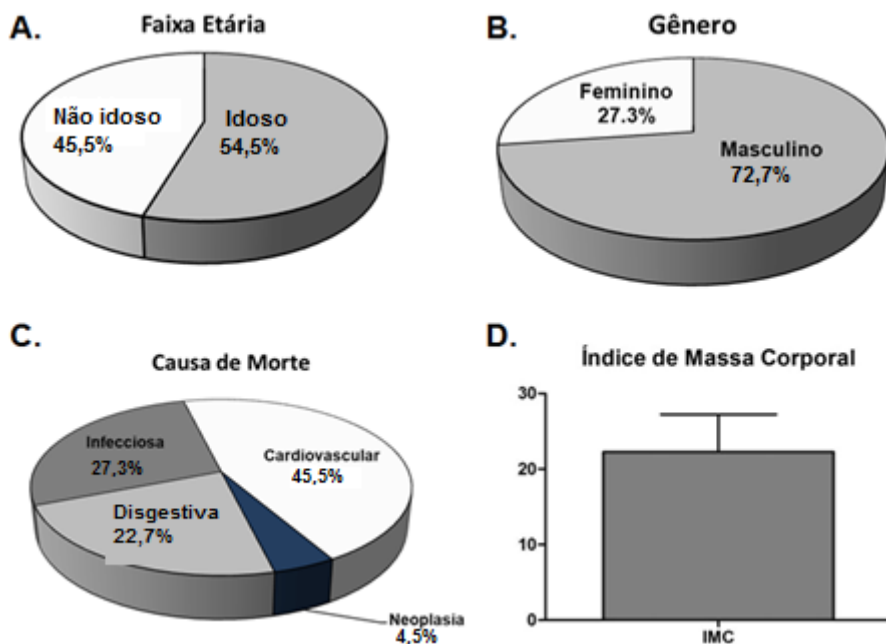 A.
Faixa Etária
Não idoso
45,5%
Idoso
54,5%
B.
Gênero
Feminino
27.3%
Masculino
72,7%
C.
Causa de Morte
Infecciosa
27,3%
Cardiovascular
45,5%
Disgestiva
22,7%
Neoplasia
4,5%
D.
Índice de Massa Corporal
30
20
10
0
IMC